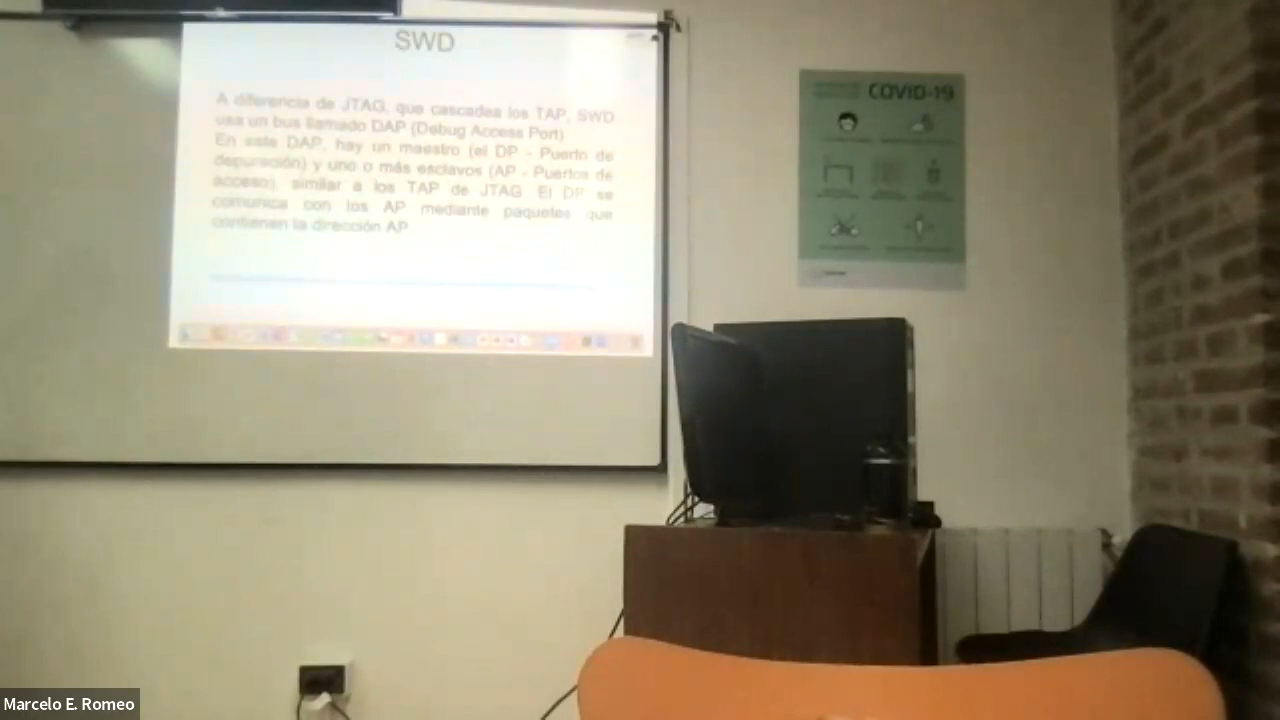 SWD
A diferencia de JTAG, que cascadea los TAP, SWD
usa un bus llamado DAP (Debug Access Port)
En este DAP, hay un maestro (el DP - Puerto de
depuración) y uno o más esclavos (AP - Puertos de
acceso), similar a los TAP de JTAG. El DP se
comunica con los AP mediante paquetes que
contienen la dirección AP
COVID-19
Marcelo E. Romeo